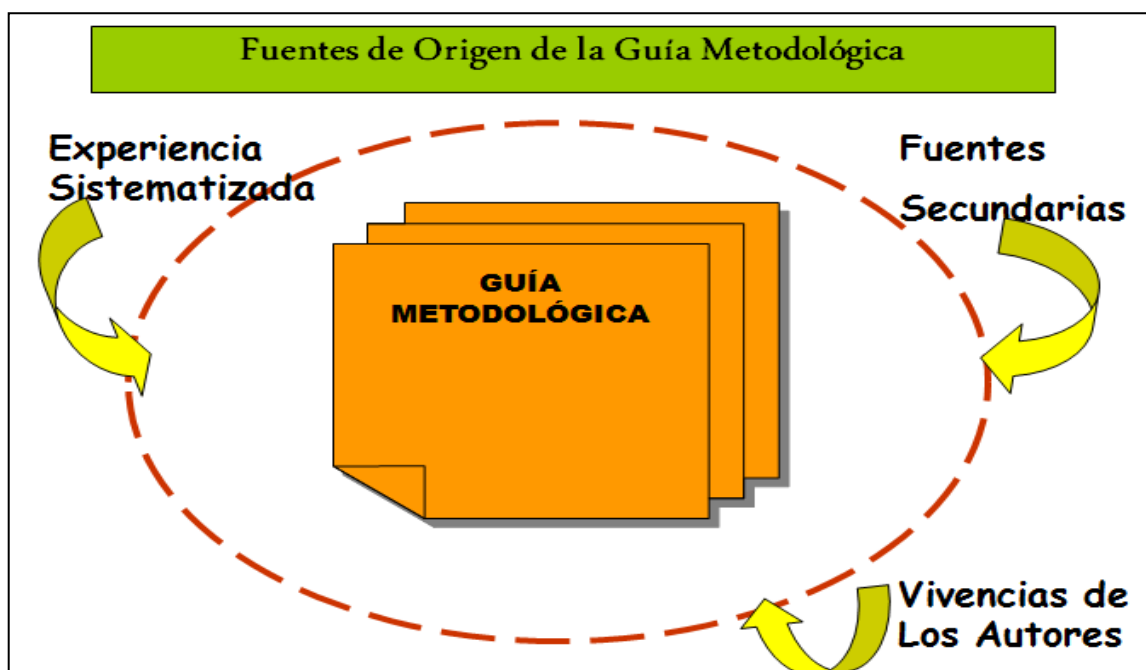 Fuentes de Origen de la Guía Metodológica
Experiencia
Sistematizada
Fuentes
Secundarias
GUÍA
METODOLÓGICA
Vivencias de
Los Autores